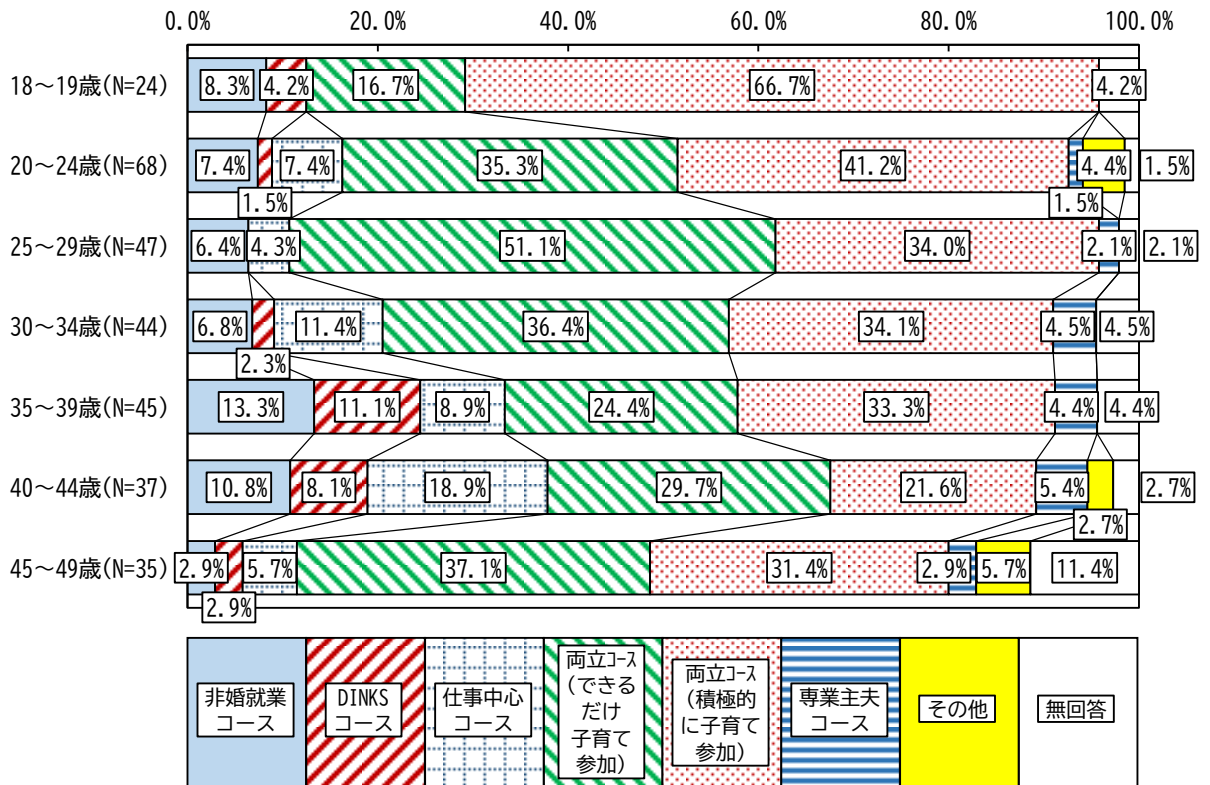 0.0%
20.0%
40.0%
60.0%
80.0%
100.0%
18～19歳(N=24)
8.3%
4.2%
16.7%
66.7%
4.2%
20～24歳(N=68)
7.4%
7.4%
35.3%
41.2%
4.4%
1.5%
1.5%
1.5%
25～29歳(N=47)
6.4%
4.3%
51.1%
34.0%
2.1%
2.1%
30～34歳(N=44)
6.8%
11.4%
36.4%
34.1%
4.5%
4.5%
2.3%
35～39歳(N=45)
13.3%
11.1%
8.9%
24.4%
33.3%
4.4%
4.4%
40～44歳(N=37)
10.8%
8.1%
18.9%
29.7%
21.6%
5.4%
2.7%
2.7%
45～49歳(N=35)
2.9%
5.7%
37.1%
31.4%
2.9%
5.7%
11.4%
2.9%
非婚就業
コース
DINKS
コース
仕事中心
コース
両立コース
（できる
だけ
子育て
参加）
両立コース
（積極的
に子育て
参加）
専業主夫
コース
その他
無回答